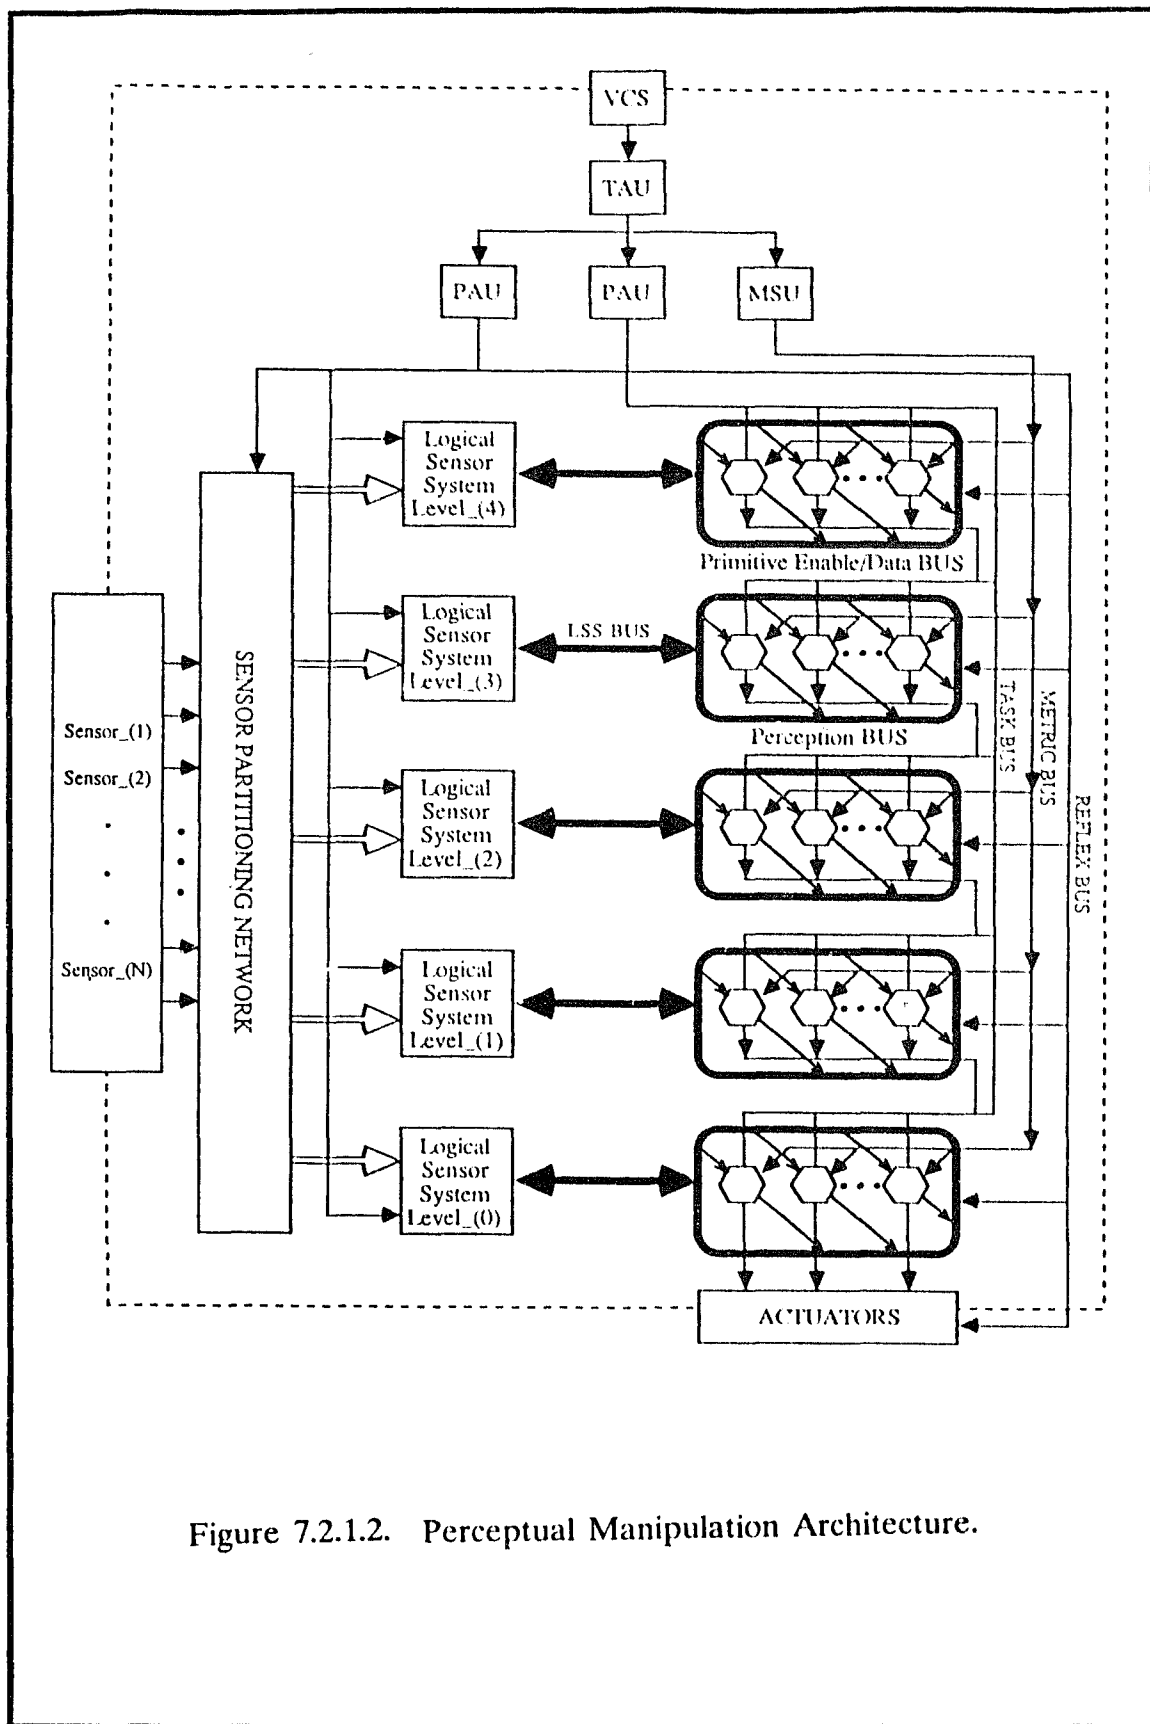 VCS
TAU
PAU
PAU
MSU
Logical
Sensor
System
Level_(4)
Primitive Enable/Data BUS
Logical
Sensor
System
Level_(3)
LSS BUS
Perception BUS
Sensor_(1)
Sensor_(2)
Sensor_(N)
SENSOR PARTITIONING NETWORK
TASK BUS
METRIC BUS
REFLEX BUS
Logical
Sensor
System
Level_(2)
Logical
Sensor
System
Level_(1)
Logical
Sensor
System
Level_(0)
ACTUATORS
Figure 7.2.1.2. Perceptual Manipulation Architecture.